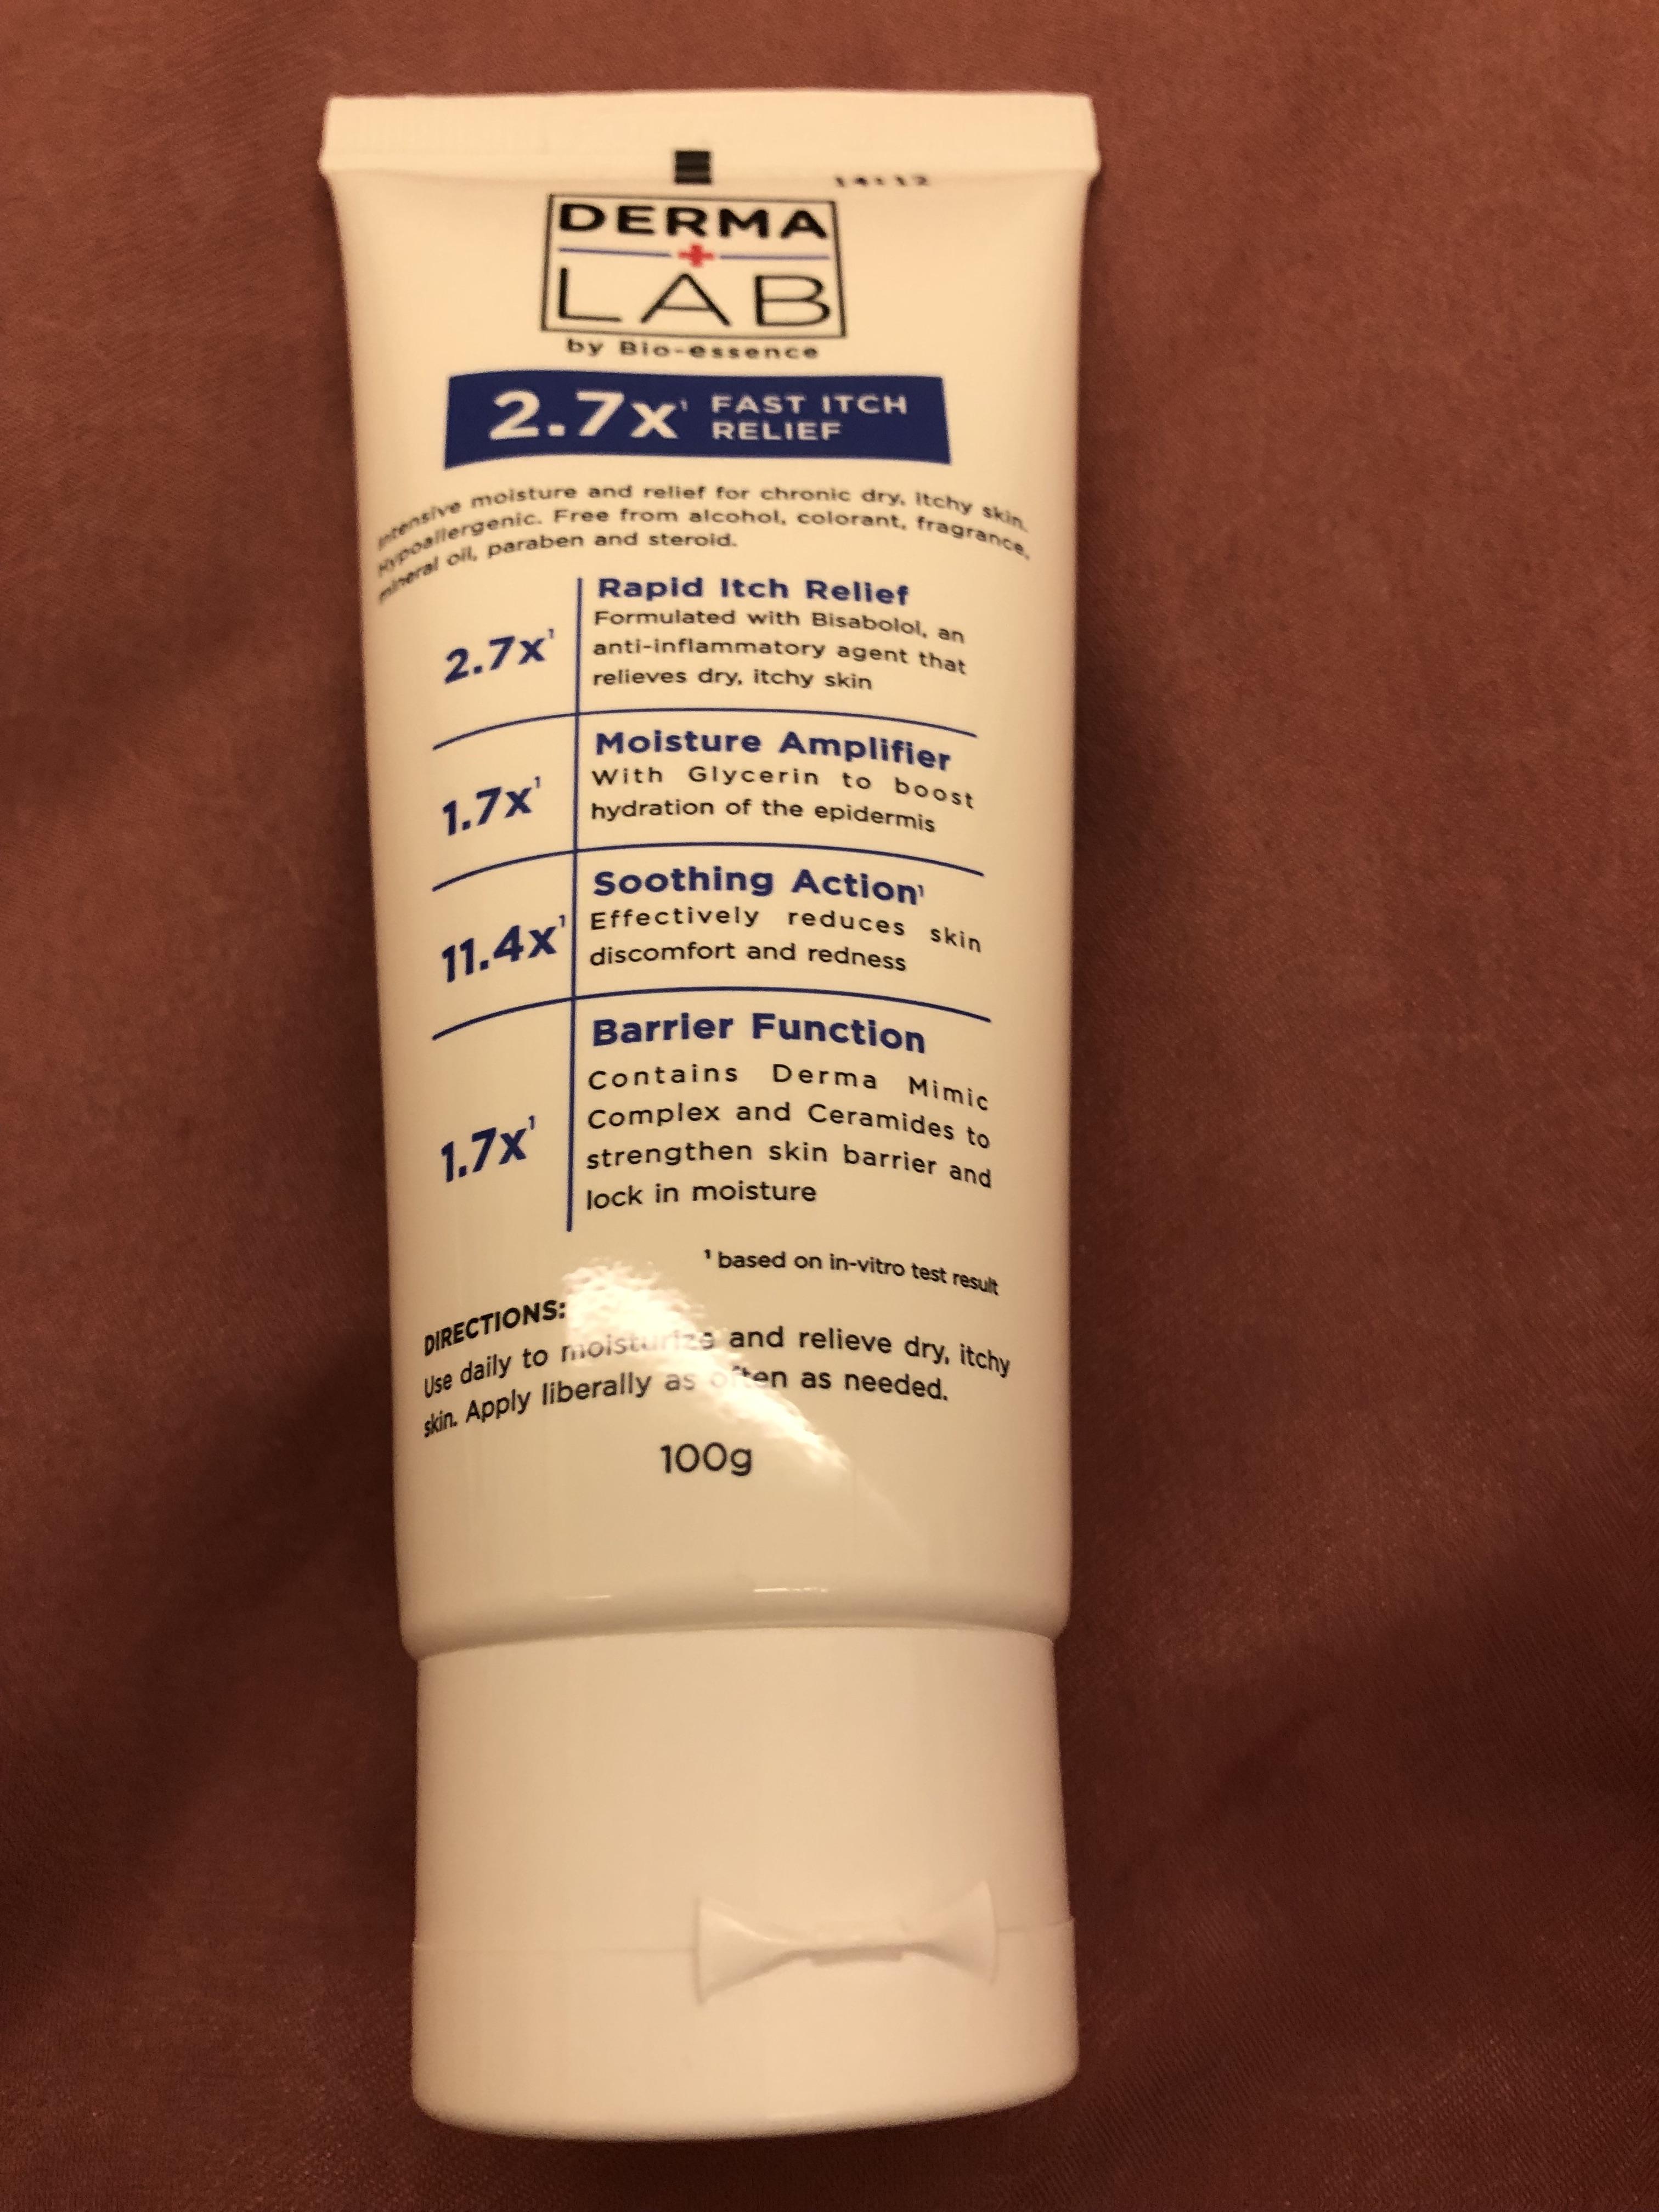 14:12
DERMA
LAB
by Bio-essence
2.7x¹ FAST ITCH
RELIEF
Intensive moisture and relief for chronic dry, itchy skin.
Hypoallergenic. Free from alcohol, colorant, fragrance,
mineral oil, paraben and steroid.
2.7x¹
Rapid Itch Relief
Formulated with Bisabolol, an
anti-inflammatory agent that
relieves dry, itchy skin
1.7x¹
Moisture Amplifier
With Glycerin to boost
hydration of the epidermis
11.4x¹
Soothing Action¹
Effectively reduces skin
discomfort and redness
1.7x¹
Barrier Function
Contains Derma Mimic
Complex and Ceramides to
strengthen skin barrier and
lock in moisture
¹ based on in-vitro test result
DIRECTIONS:
Use daily to moisturize and relieve dry, itchy
skin. Apply liberally as often as needed.
100g